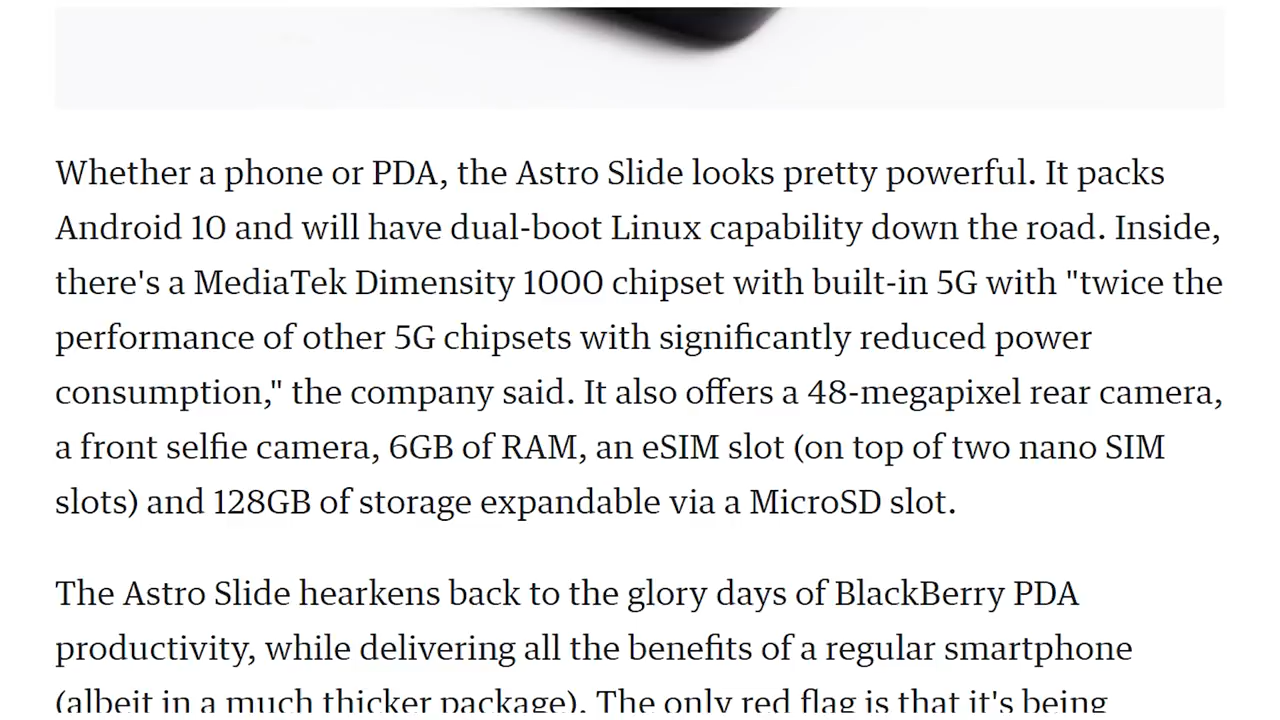 Whether a phone or PDA, the Astro Slide looks pretty powerful. It packs
Android 10 and will have dual-boot Linux capability down the road. Inside,
there's a MediaTek Dimensity 1000 chipset with built-in 5G with "twice the
performance of other 5G chipsets with significantly reduced power
consumption," the company said. It also offers a 48-megapixel rear camera,
a front selfie camera, 6GB of RAM, an eSIM slot (on top of two nano SIM
slots) and 128GB of storage expandable via a MicroSD slot.
The Astro Slide hearkens back to the glory days of BlackBerry PDA
productivity, while delivering all the benefits of a regular smartphone
(albeit in a much thicker package). The only red flag is that it's being